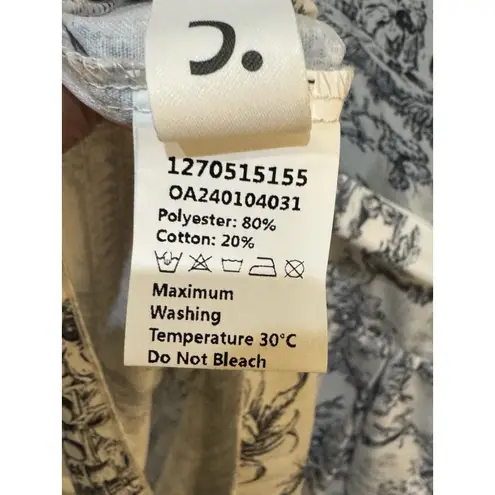 1270515155
OA240104031
Polyester: 80%
Cotton: 20%
Maximum
Washing
Temperature 30°C
Do Not Bleach